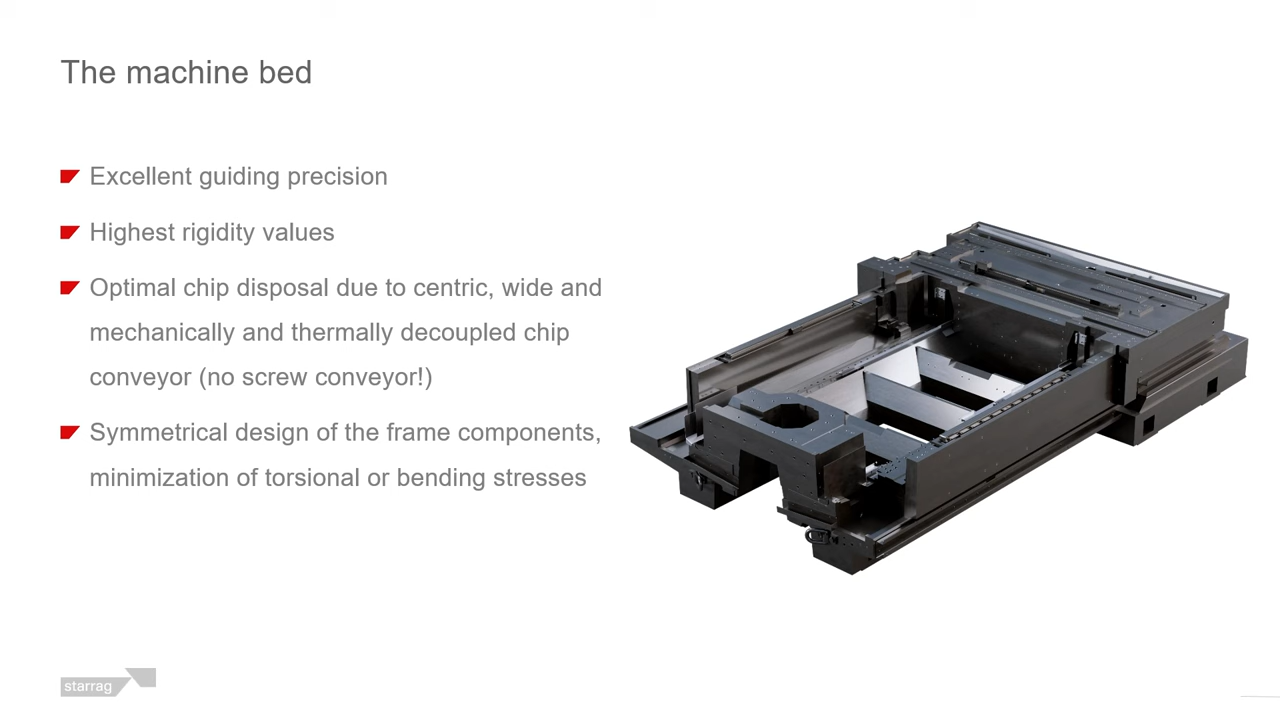 The machine bed
Excellent guiding precision
Highest rigidity values
Optimal chip disposal due to centric, wide and
mechanically and thermally decoupled chip
conveyor (no screw conveyor!)
Symmetrical design of the frame components,
minimization of torsional or bending stresses
starrag